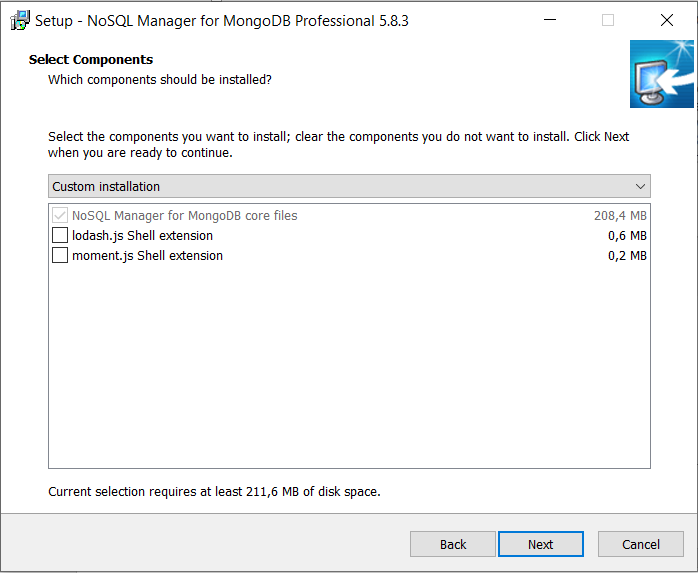 Setup - NoSQL Manager for MongoDB Professional 5.8.3
Select Components
Which components should be installed?
Select the components you want to install; clear the components you do not want to install. Click Next
when you are ready to continue.
Custom installation
NoSQL Manager for MongoDB core files 208,4 MB
lodash.js Shell extension 0,6 MB
moment.js Shell extension 0,2 MB
Current selection requires at least 211,6 MB of disk space.
Back Next Cancel